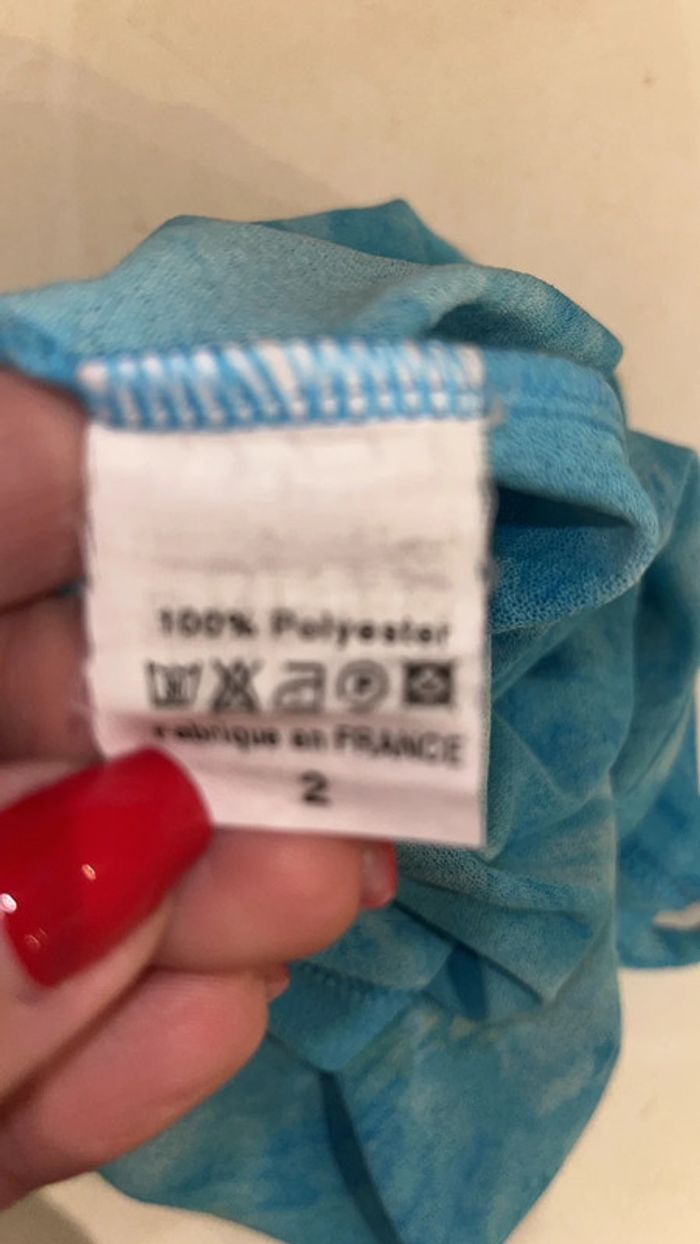 100% Polyester
Fabriqué en FRANCE
2